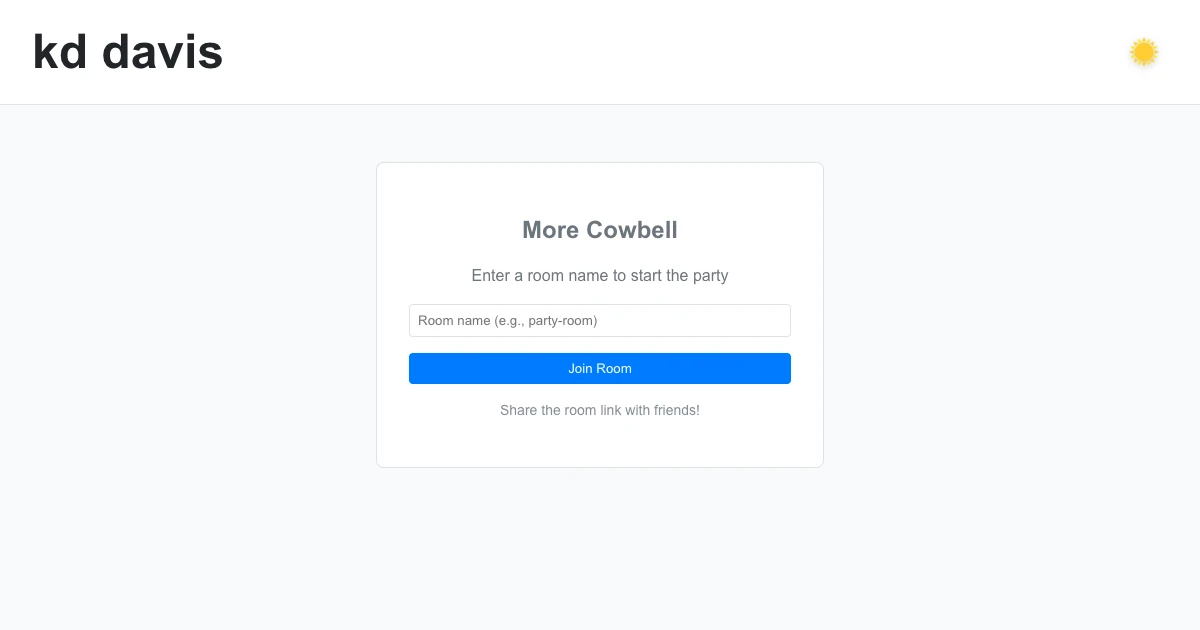 kd davis
More Cowbell
Enter a room name to start the party
Room name (e.g., party-room)
Join Room
Share the room link with friends!